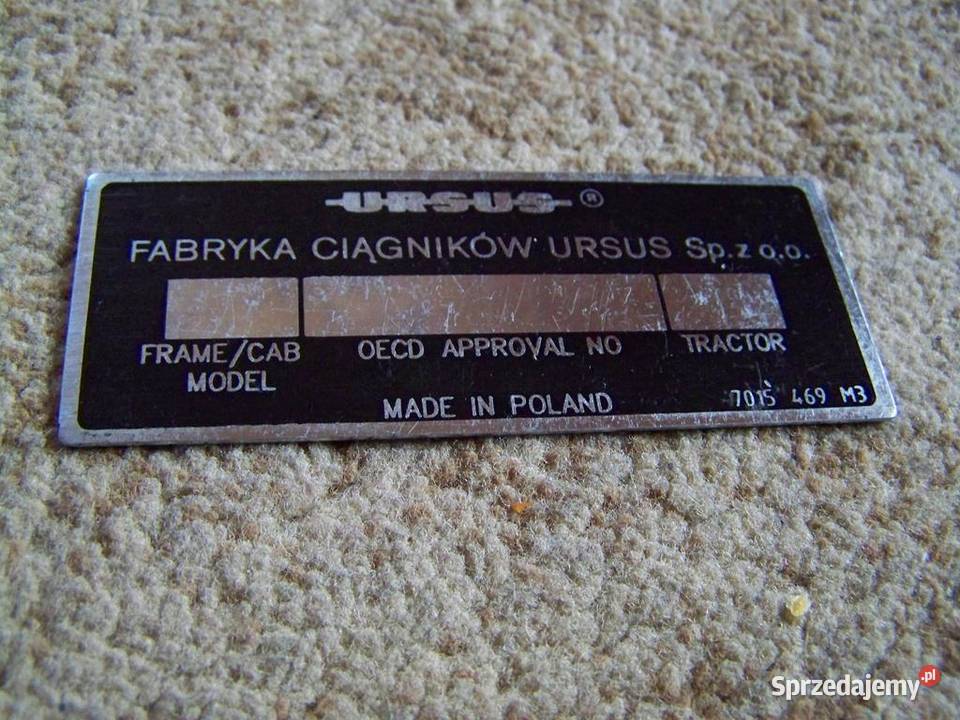 URSUS ®
FABRYKA CIĄGNIKÓW URSUS Sp. z o.o.
FRAME/CAB MODEL
OECD APPROVAL NO
TRACTOR
MADE IN POLAND
7015 469 M3
Sprzedajemy.pl